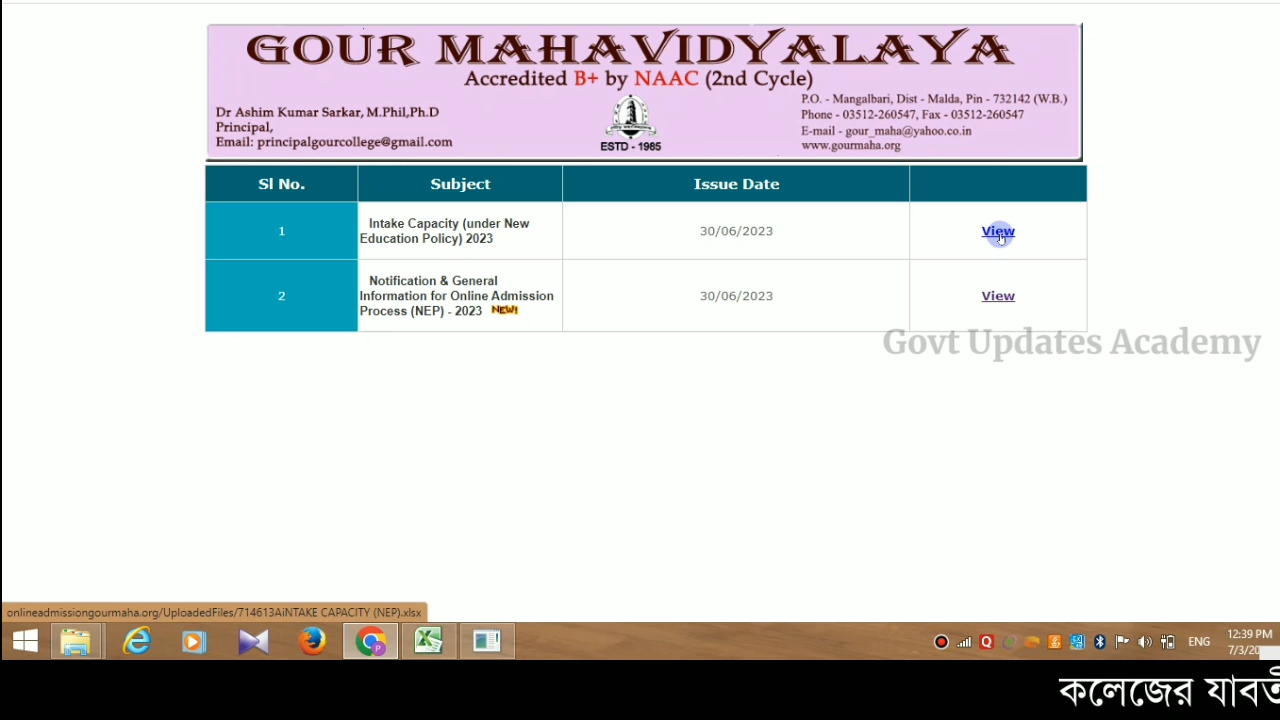 GOUR MAHAVIDYALAYA
Accredited B+ by NAAC (2nd Cycle)
Dr Ashim Kumar Sarkar, M.Phil,Ph.D
Principal,
Email: principalgourcollege@gmail.com
ESTD - 1985
P.O. - Mangalbari, Dist - Malda, Pin - 732142 (W.B.)
Phone - 03512-260547, Fax - 03512-260547
E-mail - gour_maha@yahoo.co.in
www.gourmaha.org
Sl No. Subject Issue Date
1 Intake Capacity (under New Education Policy) 2023 30/06/2023 View
2 Notification & General Information for Online Admission Process (NEP) - 2023 NEW! 30/06/2023 View
Govt Updates Academy
onlineadmissiongourmaha.org/UploadedFiles/714613AiNTAKE CAPACITY (NEP).xlsx
ENG
12:39 PM
7/3/20
কলেজের